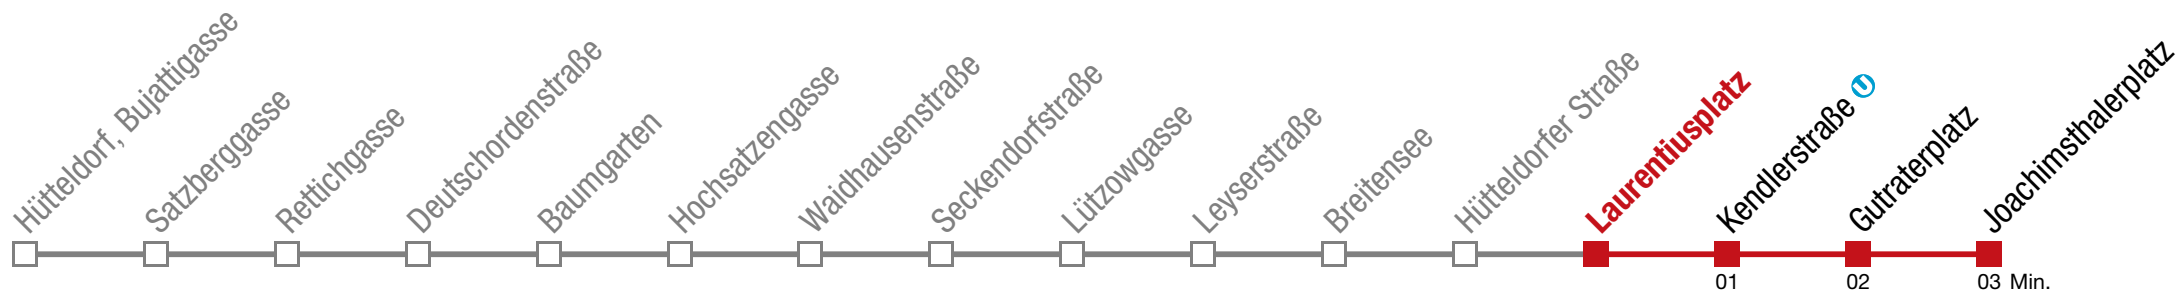 Hütteldorf, Bujattigasse
Satzberggasse
Rettichgasse
Deutschordenstraße
Baumgarten
Hochsatzengasse
Waidhausenstraße
Seckendorfstraße
Lützowgasse
Leyserstraße
Breitensee
Hütteldorfer Straße
Laurentiusplatz
Kendlerstraße U
Gutraterplatz
Joachimsthalerplatz
01 02 03 Min.